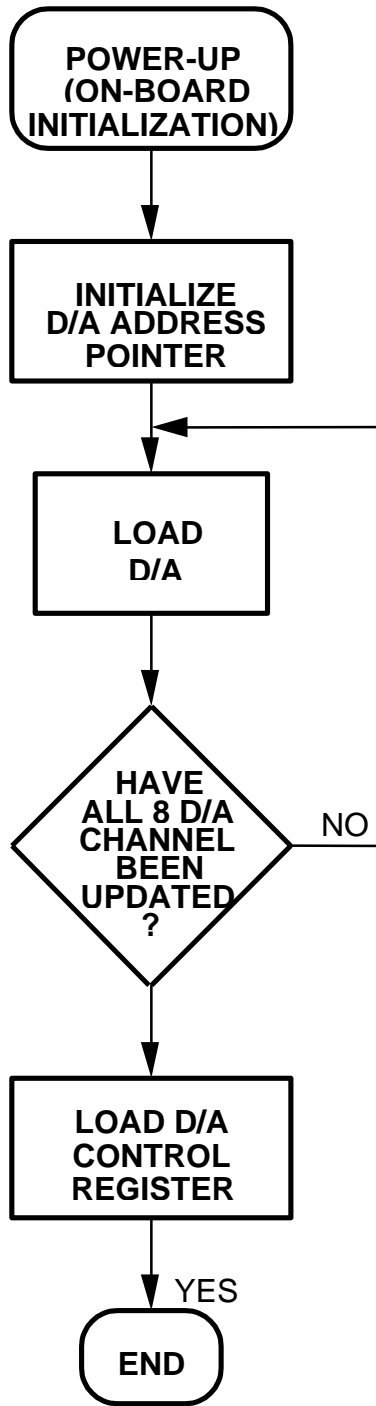 POWER-UP
(ON-BOARD
INITIALIZATION)
INITIALIZE
D/A ADDRESS
POINTER
LOAD
D/A
HAVE
ALL 8 D/A
CHANNEL
BEEN
UPDATED
?
NO
LOAD D/A
CONTROL
REGISTER
YES
END